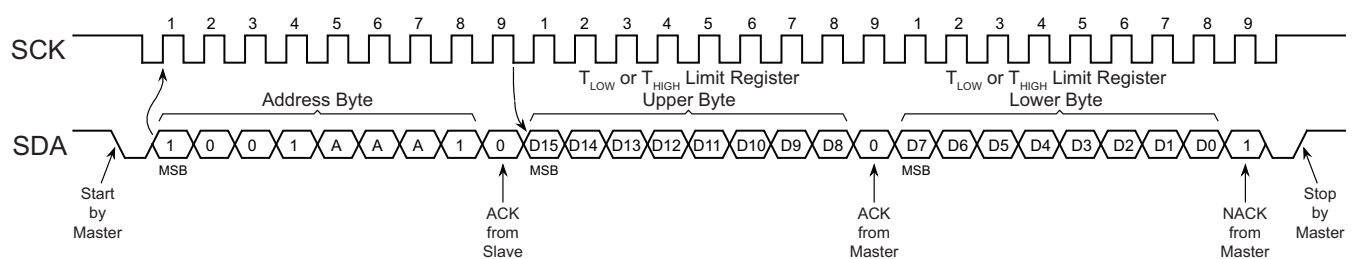 1 2 3 4 5 6 7 8 9 1 2 3 4 5 6 7 8 9 1 2 3 4 5 6 7 8 9
SCK
T_LOW or T_HIGH Limit Register T_LOW or T_HIGH Limit Register
Address Byte Upper Byte Lower Byte
SDA 1 0 0 1 A A A 1 0 D15 D14 D13 D12 D11 D10 D9 D8 0 D7 D6 D5 D4 D3 D2 D1 D0 1
MSB MSB MSB
Start
by
Master
ACK
from
Slave
ACK
from
Master
NACK
from
Master
Stop
by
Master